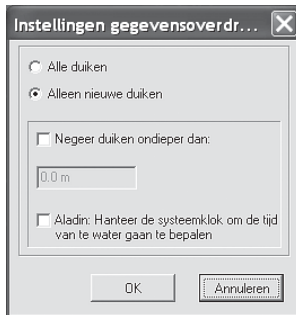 Instellingen gegevensoverdr...
Alle duiken
Alleen nieuwe duiken
Negeer duiken ondieper dan:
0.0 m
Aladin: Hanteer de systeemklok om de tijd
van te water gaan te bepalen
OK
Annuleren